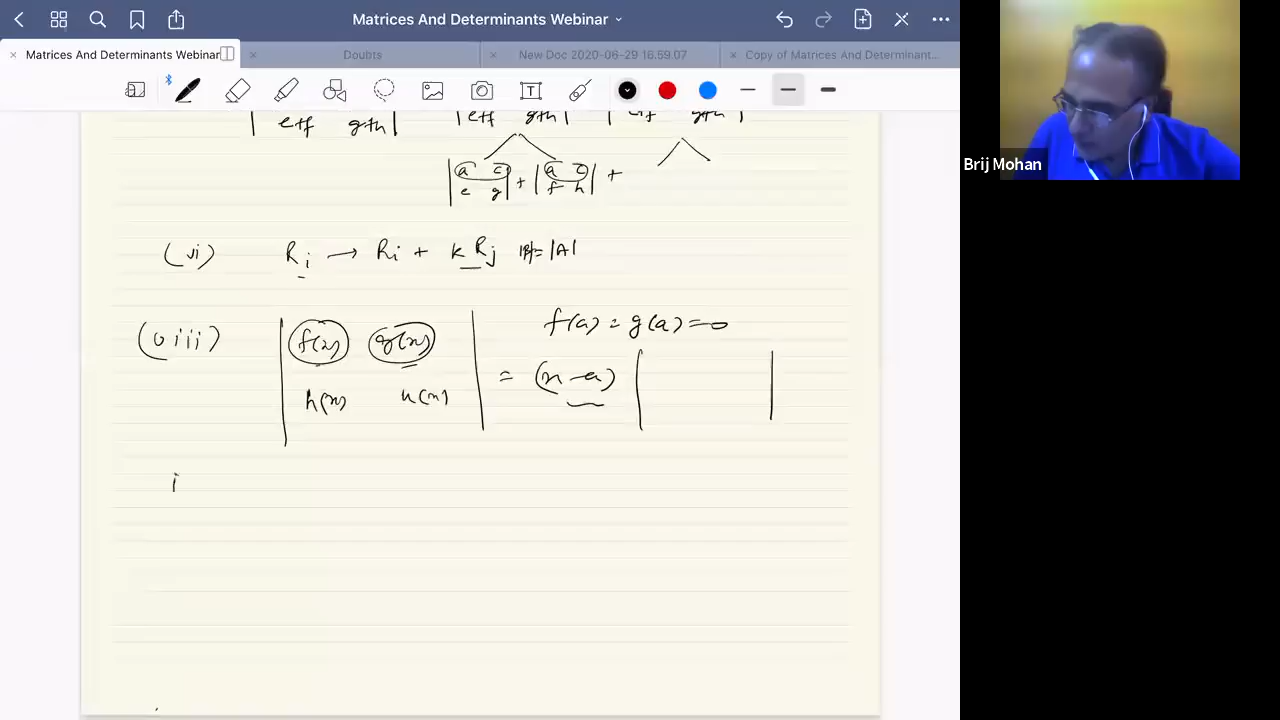 Matrices And Determinants Webinar
Matrices And Determinants Webinar Doubts New Doc 2020-06-29 16.59.07 Copy of Matrices And Determinant...
| e+f g+h | | e+f g+h | | g+h |
| a c | + | a c | +
| e g | | f h |
(vi) Ri → Ri + k Rj |B|= |A|
(viii) | f(x) g(x) | f(a) = g(a) = 0
| h(x) u(x) | = (x-a) | |
i
Brij Mohan